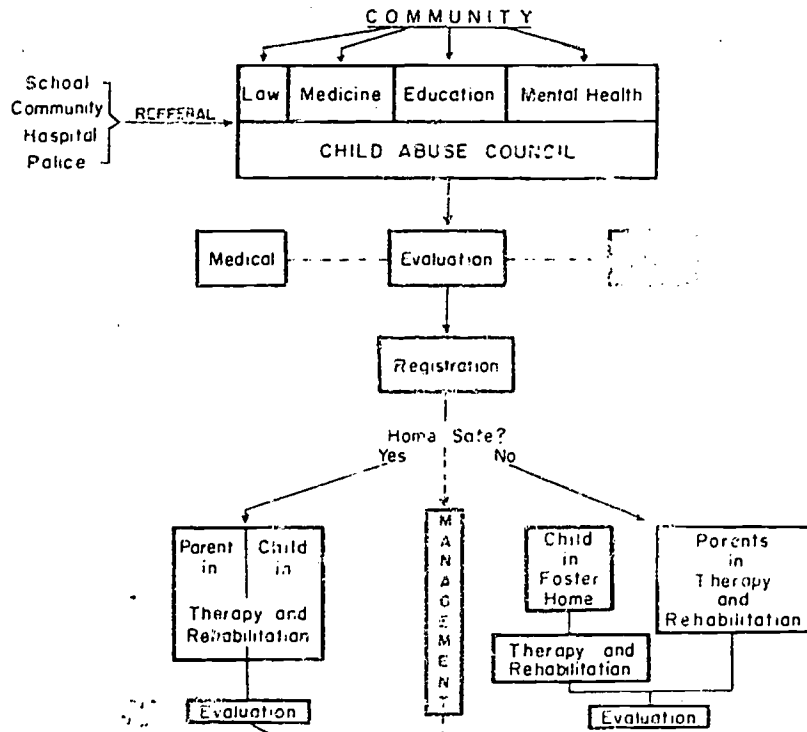 COMMUNITY
Law Medicine Education Mental Health
School
Community
Hospital
Police
REFFERAL
CHILD ABUSE COUNCIL
Medical
Evaluation
Registration
Home Safe?
Yes
No
Parent in
Child in
Therapy and
Rehabilitation
Evaluation
MANAGEMENT
Child
in
Foster
Home
Therapy and
Rehabilitation
Parents
in
Therapy
and
Rehabilitation
Evaluation